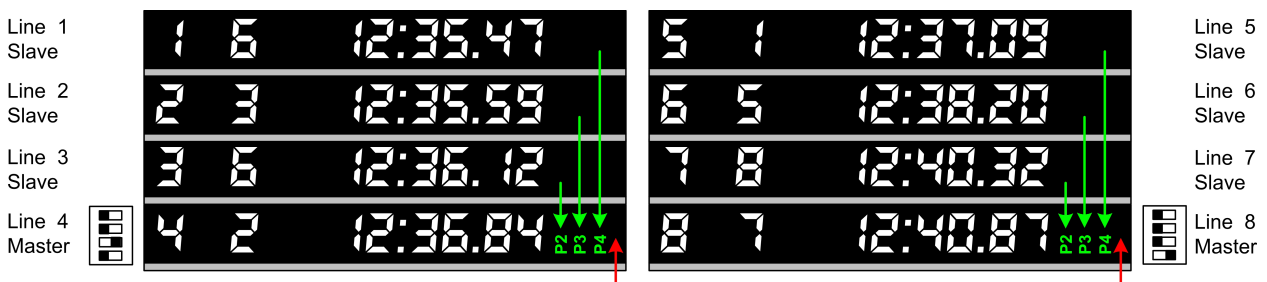 Line 1
Slave
1 6 12:35.47
Line 2
Slave
2 3 12:35.59
Line 3
Slave
3 6 12:36.12
Line 4
Master
4 2 12:36.84
P2 P3 P4
5 1 12:37.09
Line 5
Slave
6 5 12:38.20
Line 6
Slave
7 8 12:40.32
Line 7
Slave
8 7 12:40.87
P2 P3 P4
Line 8
Master